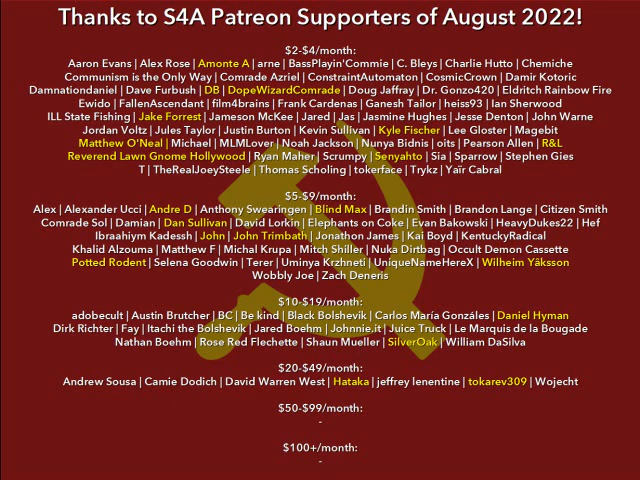 Thanks to S4A Patreon Supporters of August 2022!
$2-$4/month:
Aaron Evans | Alex Rose | Amonte A | arne | BassPlayin'Commie | C. Bleys | Charlie Hutto | Chemiche
Communism is the Only Way | Comrade Azriel | ConstraintAutomaton | CosmicCrown | Damir Kotoric
Damnationdaniel | Dave Furbush | DB | DopeWizardComrade | Doug Jaffray | Dr. Gonzo420 | Eldritch Rainbow Fire
Ewido | FallenAscendant | film4brains | Frank Cardenas | Ganesh Tailor | heiss93 | Ian Sherwood
ILL State Fishing | Jake Forrest | Jameson McKee | Jared | Jas | Jasmine Hughes | Jesse Denton | John Warne
Jordan Voltz | Jules Taylor | Justin Burton | Kevin Sullivan | Kyle Fischer | Lee Gloster | Magebit
Matthew O'Neal | Michael | MLMLover | Noah Jackson | Nunya Bidnis | oits | Pearson Allen | R&L
Reverend Lawn Gnome Hollywood | Ryan Maher | Scrumpy | Senyahto | Sia | Sparrow | Stephen Gies
T | TheRealJoeySteele | Thomas Scholing | tokerface | Trykz | Yaïr Cabral
$5-$9/month:
Alex | Alexander Ucci | Andre D | Anthony Swearingen | Blind Max | Brandin Smith | Brandon Lange | Citizen Smith
Comrade Sol | Damian | Dan Sullivan | David Lorkin | Elephants on Coke | Evan Bakowski | HeavyDukes22 | Hef
Ibraahiym Kadessh | John | John Trimbath | Jonathon James | Kai Boyd | KentuckyRadical
Khalid Alzouma | Matthew F | Michal Krupa | Mitch Shiller | Nuka Dirtbag | Occult Demon Cassette
Potted Rodent | Selena Goodwin | Terer | Uminya Krzhneti | UniqueNameHereX | Wilheim Yäksson
Wobbly Joe | Zach Deneris
$10-$19/month:
adobecult | Austin Brutcher | BC | Be kind | Black Bolshevik | Carlos María Gonzáles | Daniel Hyman
Dirk Richter | Fay | Itachi the Bolshevik | Jared Boehm | Johnnie.it | Juice Truck | Le Marquis de la Bougade
Nathan Boehm | Rose Red Flechette | Shaun Mueller | SilverOak | William DaSilva
$20-$49/month:
Andrew Sousa | Camie Dodich | David Warren West | Hataka | jeffrey lenentine | tokarev309 | Wojecht
$50-$99/month:
-
$100+/month:
-